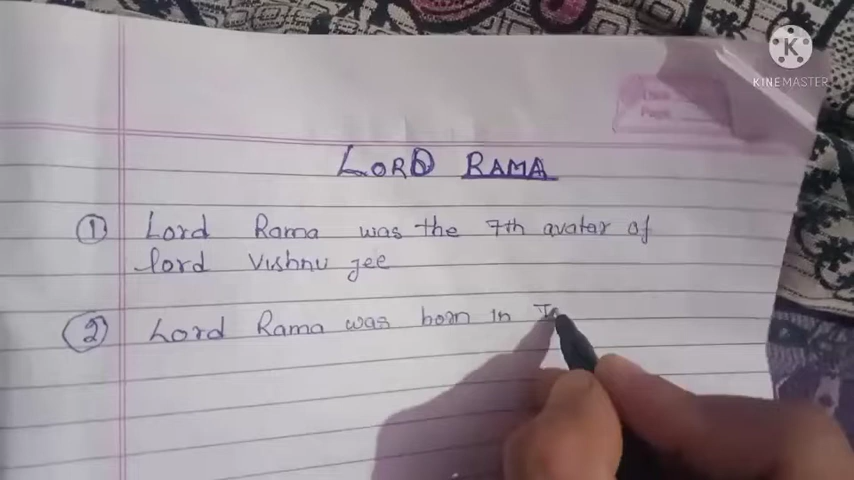 KINEMASTER
LORD RAMA
① Lord Rama was the 7th avatar of
lord Vishnu jee
② Lord Rama was born in